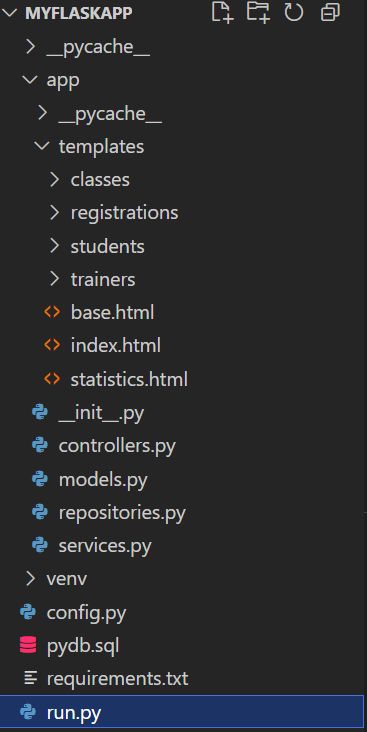 MYFLASKAPP
__pycache__
app
__pycache__
templates
classes
registrations
students
trainers
base.html
index.html
statistics.html
__init__.py
controllers.py
models.py
repositories.py
services.py
venv
config.py
pydb.sql
requirements.txt
run.py